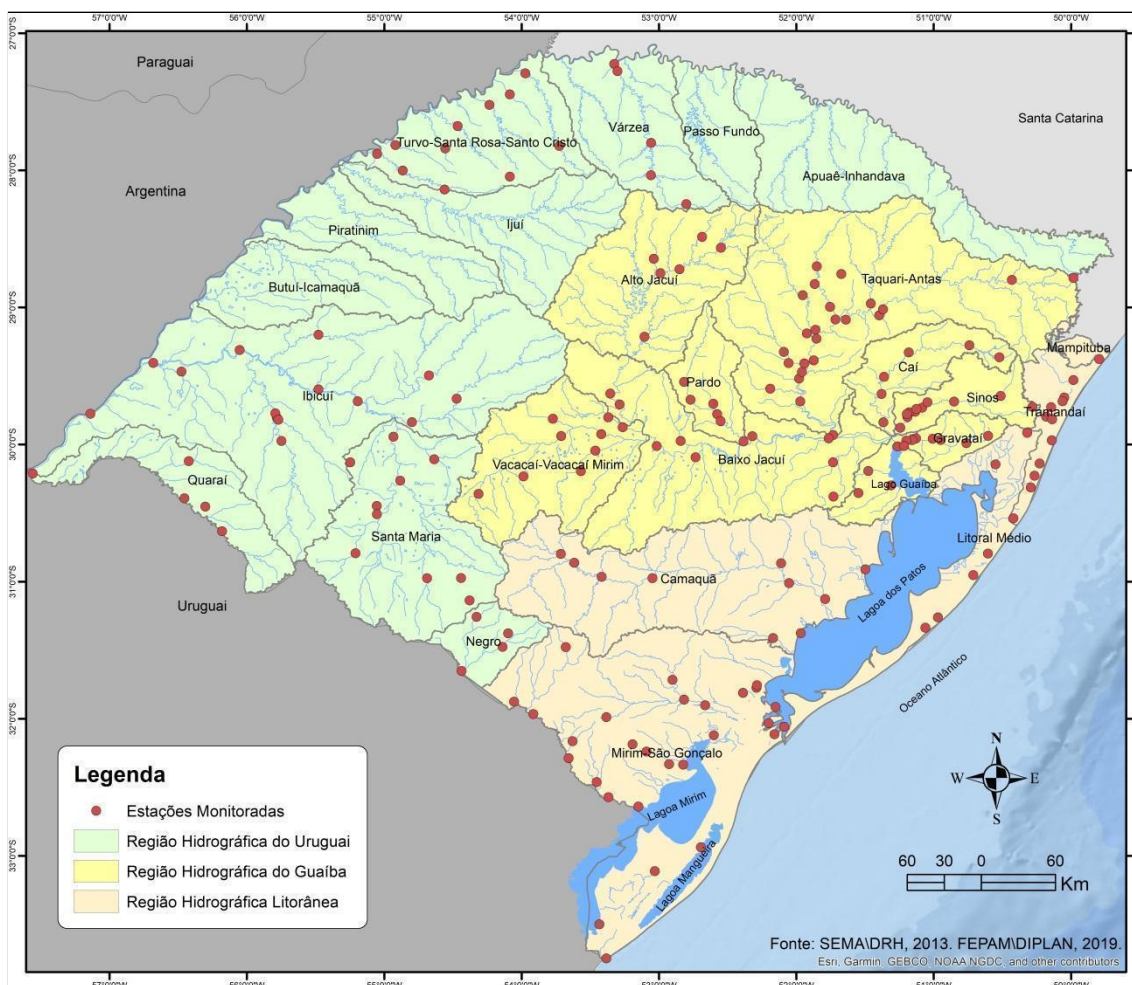 57°0'0"S
56°0'0"W
55°0'0"W
54°0'0"W
53°0'0"W
52°0'0"W
51°0'0"W
50°0'0"W
27°0'0"S
28°0'0"S
29°0'0"S
30°0'0"S
31°0'0"S
32°0'0"S
33°0'0"S
Paraguai
Santa Catarina
Argentina
Várzea
Passo Fundo
Turvo-Santa Rosa-Santo Cristo
Apuaê-Inhandava
Ijuí
Piratinim
Butuí-Icamaquã
Alto Jacuí
Taquari-Antas
Mampituba
Caí
Pardo
Sinos
Ibicuí
Tramandaí
Gravataí
Baixo Jacuí
Vacacaí-Vacacaí Mirim
Quaraí
Lago Guaíba
Santa Maria
Litoral Médio
Camaquã
Lagoa dos Patos
Uruguai
Negro
Oceano Atlântico
Mirim-São Gonçalo
Lagoa Mirim
Lagoa Mangueira
N
W E
S
60 30 0 60
Km
Legenda
Estações Monitoradas
Região Hidrográfica do Uruguai
Região Hidrográfica do Guaíba
Região Hidrográfica Litorânea
Fonte: SEMA\DRH, 2013. FEPAM\DIPLAN, 2019.
Esri, Garmin, GEBCO, NOAA NGDC, and other contributors